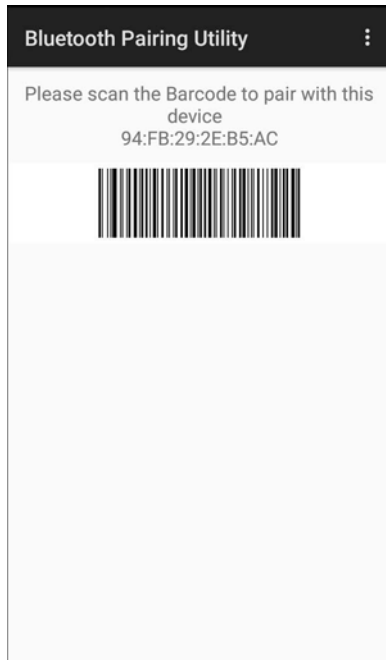 Bluetooth Pairing Utility
Please scan the Barcode to pair with this
device
94:FB:29:2E:B5:AC